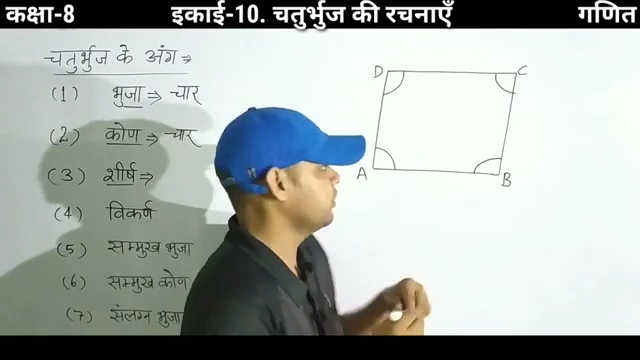 कक्षा-8 इकाई-10. चतुर्भुज की रचनाएँ गणित
चतुर्भुज के अंग ⇒
(1) भुजा ⇒ चार
(2) कोण ⇒ चार
(3) शीर्ष ⇒
(4) विकर्ण
(5) सम्मुख भुजा
(6) सम्मुख कोण
(7) संलग्न भुजा
D C
A B